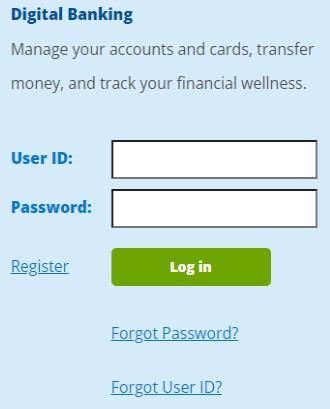 Digital Banking
Manage your accounts and cards, transfer
money, and track your financial wellness.
User ID:
Password:
Register
Log in
Forgot Password?
Forgot User ID?